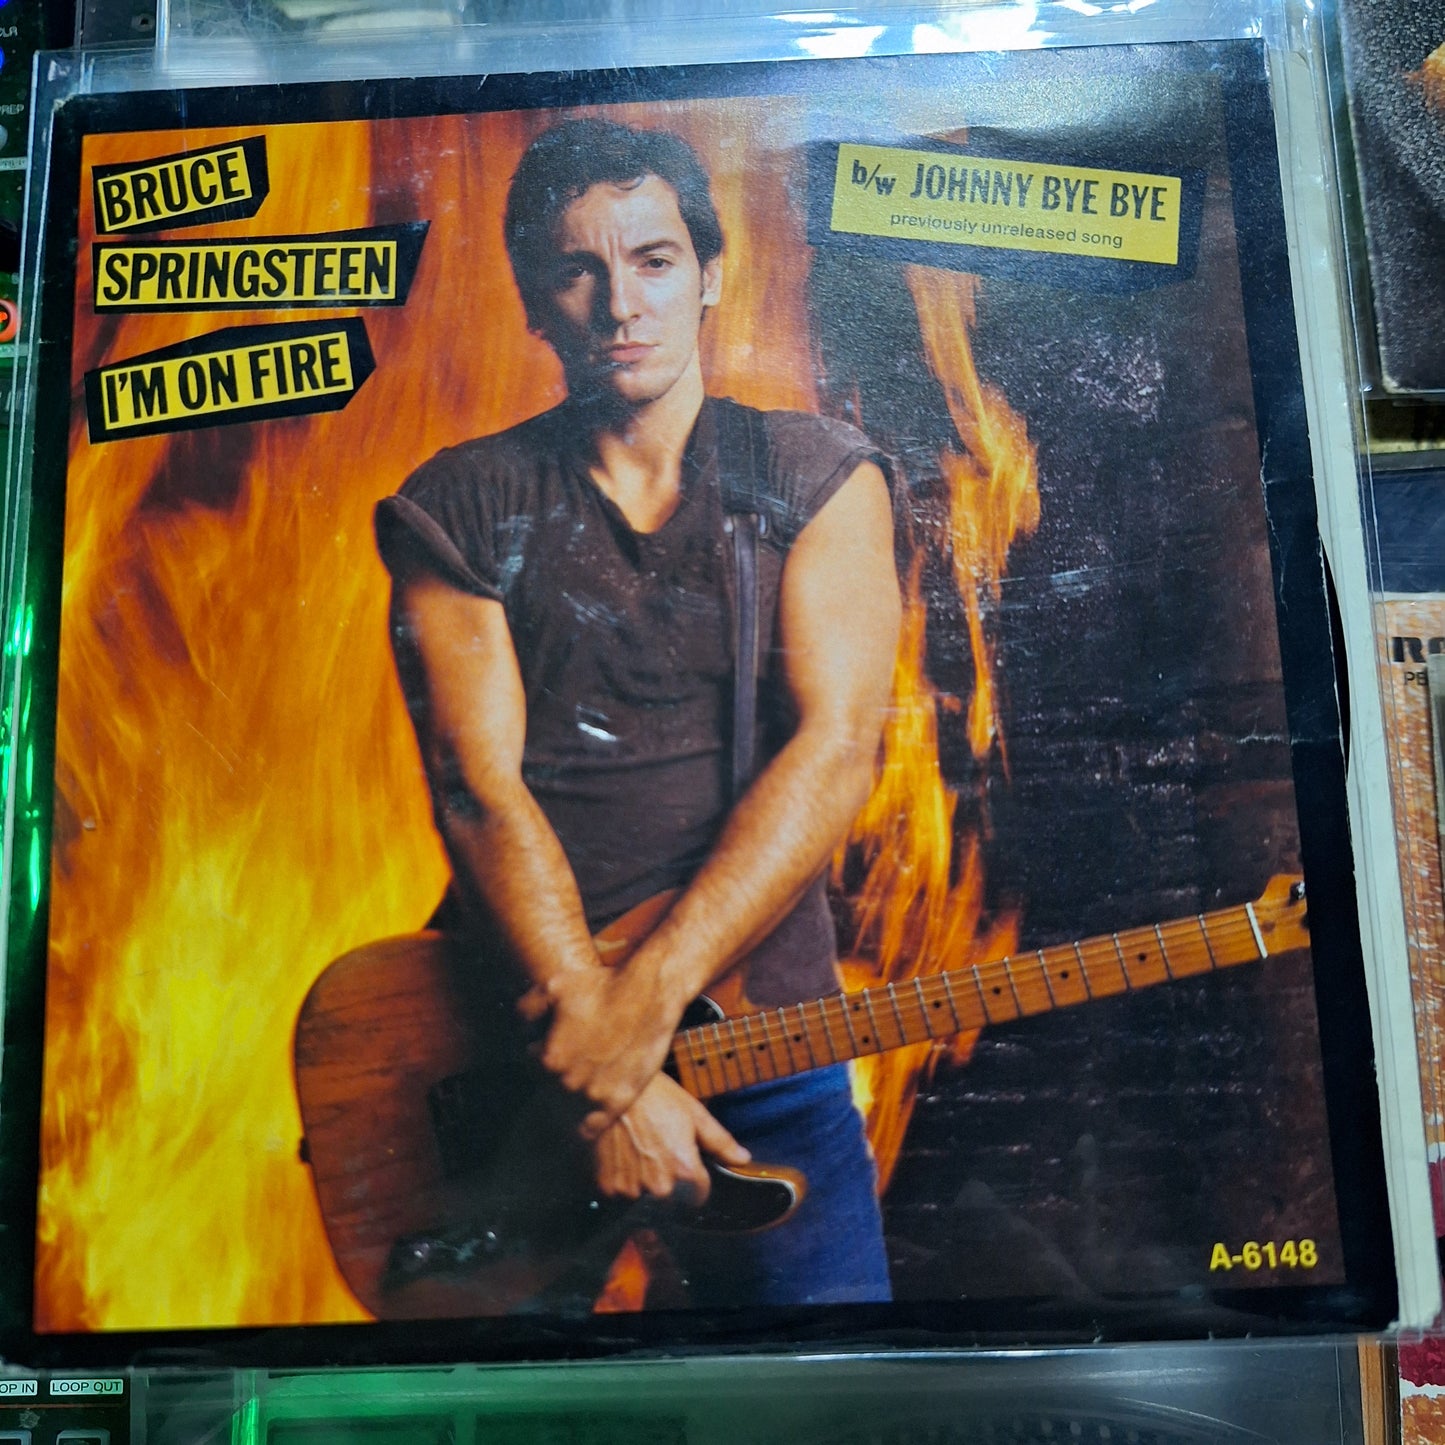 BRUCE
SPRINGSTEEN
I'M ON FIRE
b/w JOHNNY BYE BYE
previously unreleased song
A-6148
LOOP OUT